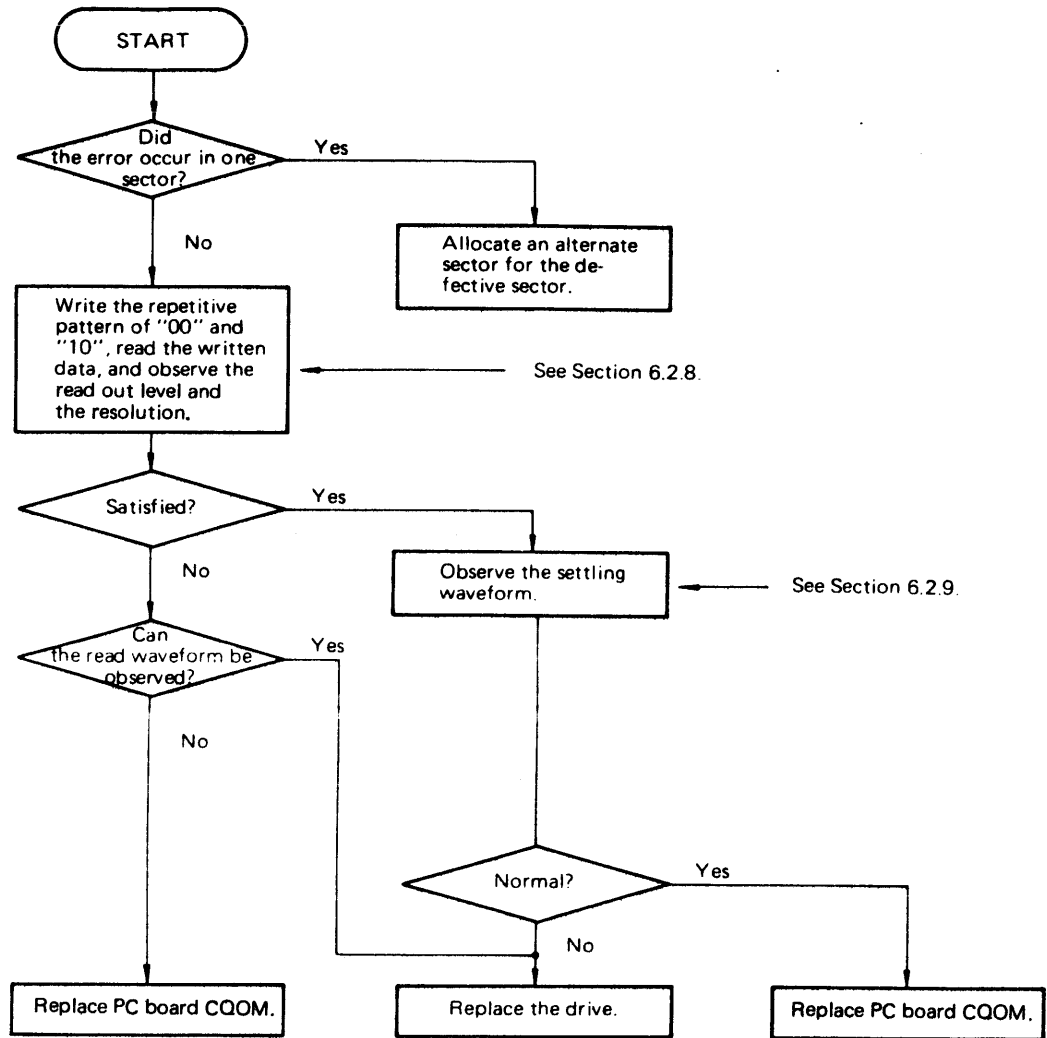 START
Did
the error occur in one
sector?
Yes
No
Allocate an alternate
sector for the de-
fective sector.
Write the repetitive
pattern of "00" and
"10", read the written
data, and observe the
read out level and
the resolution.
See Section 6.2.8.
Satisfied?
Yes
No
Observe the settling
waveform.
See Section 6.2.9.
Can
the read waveform be
observed?
Yes
No
Normal?
Yes
No
Replace PC board CQOM.
Replace the drive.
Replace PC board CQOM.